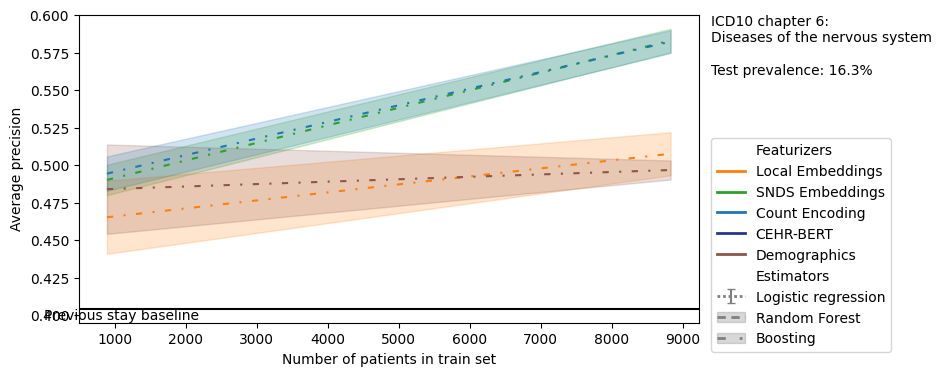 ICD10 chapter 6:
Diseases of the nervous system
Test prevalence: 16.3%
Average precision
0.600
0.575
0.550
0.525
0.500
0.475
0.450
0.425
0.400
Previous stay baseline
1000 2000 3000 4000 5000 6000 7000 8000 9000
Number of patients in train set
Featurizers
Local Embeddings
SNDS Embeddings
Count Encoding
CEHR-BERT
Demographics
Estimators
Logistic regression
Random Forest
Boosting